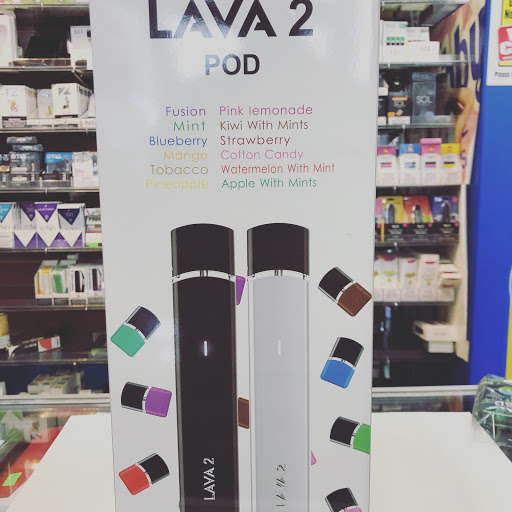 LAVA 2
POD
Fusion Pink lemonade
Mint Kiwi With Mints
Blueberry Strawberry
Mango Cotton Candy
Tobacco Watermelon With Mint
Pineapple Apple With Mints
LAVA 2
LAVA 2
SOL